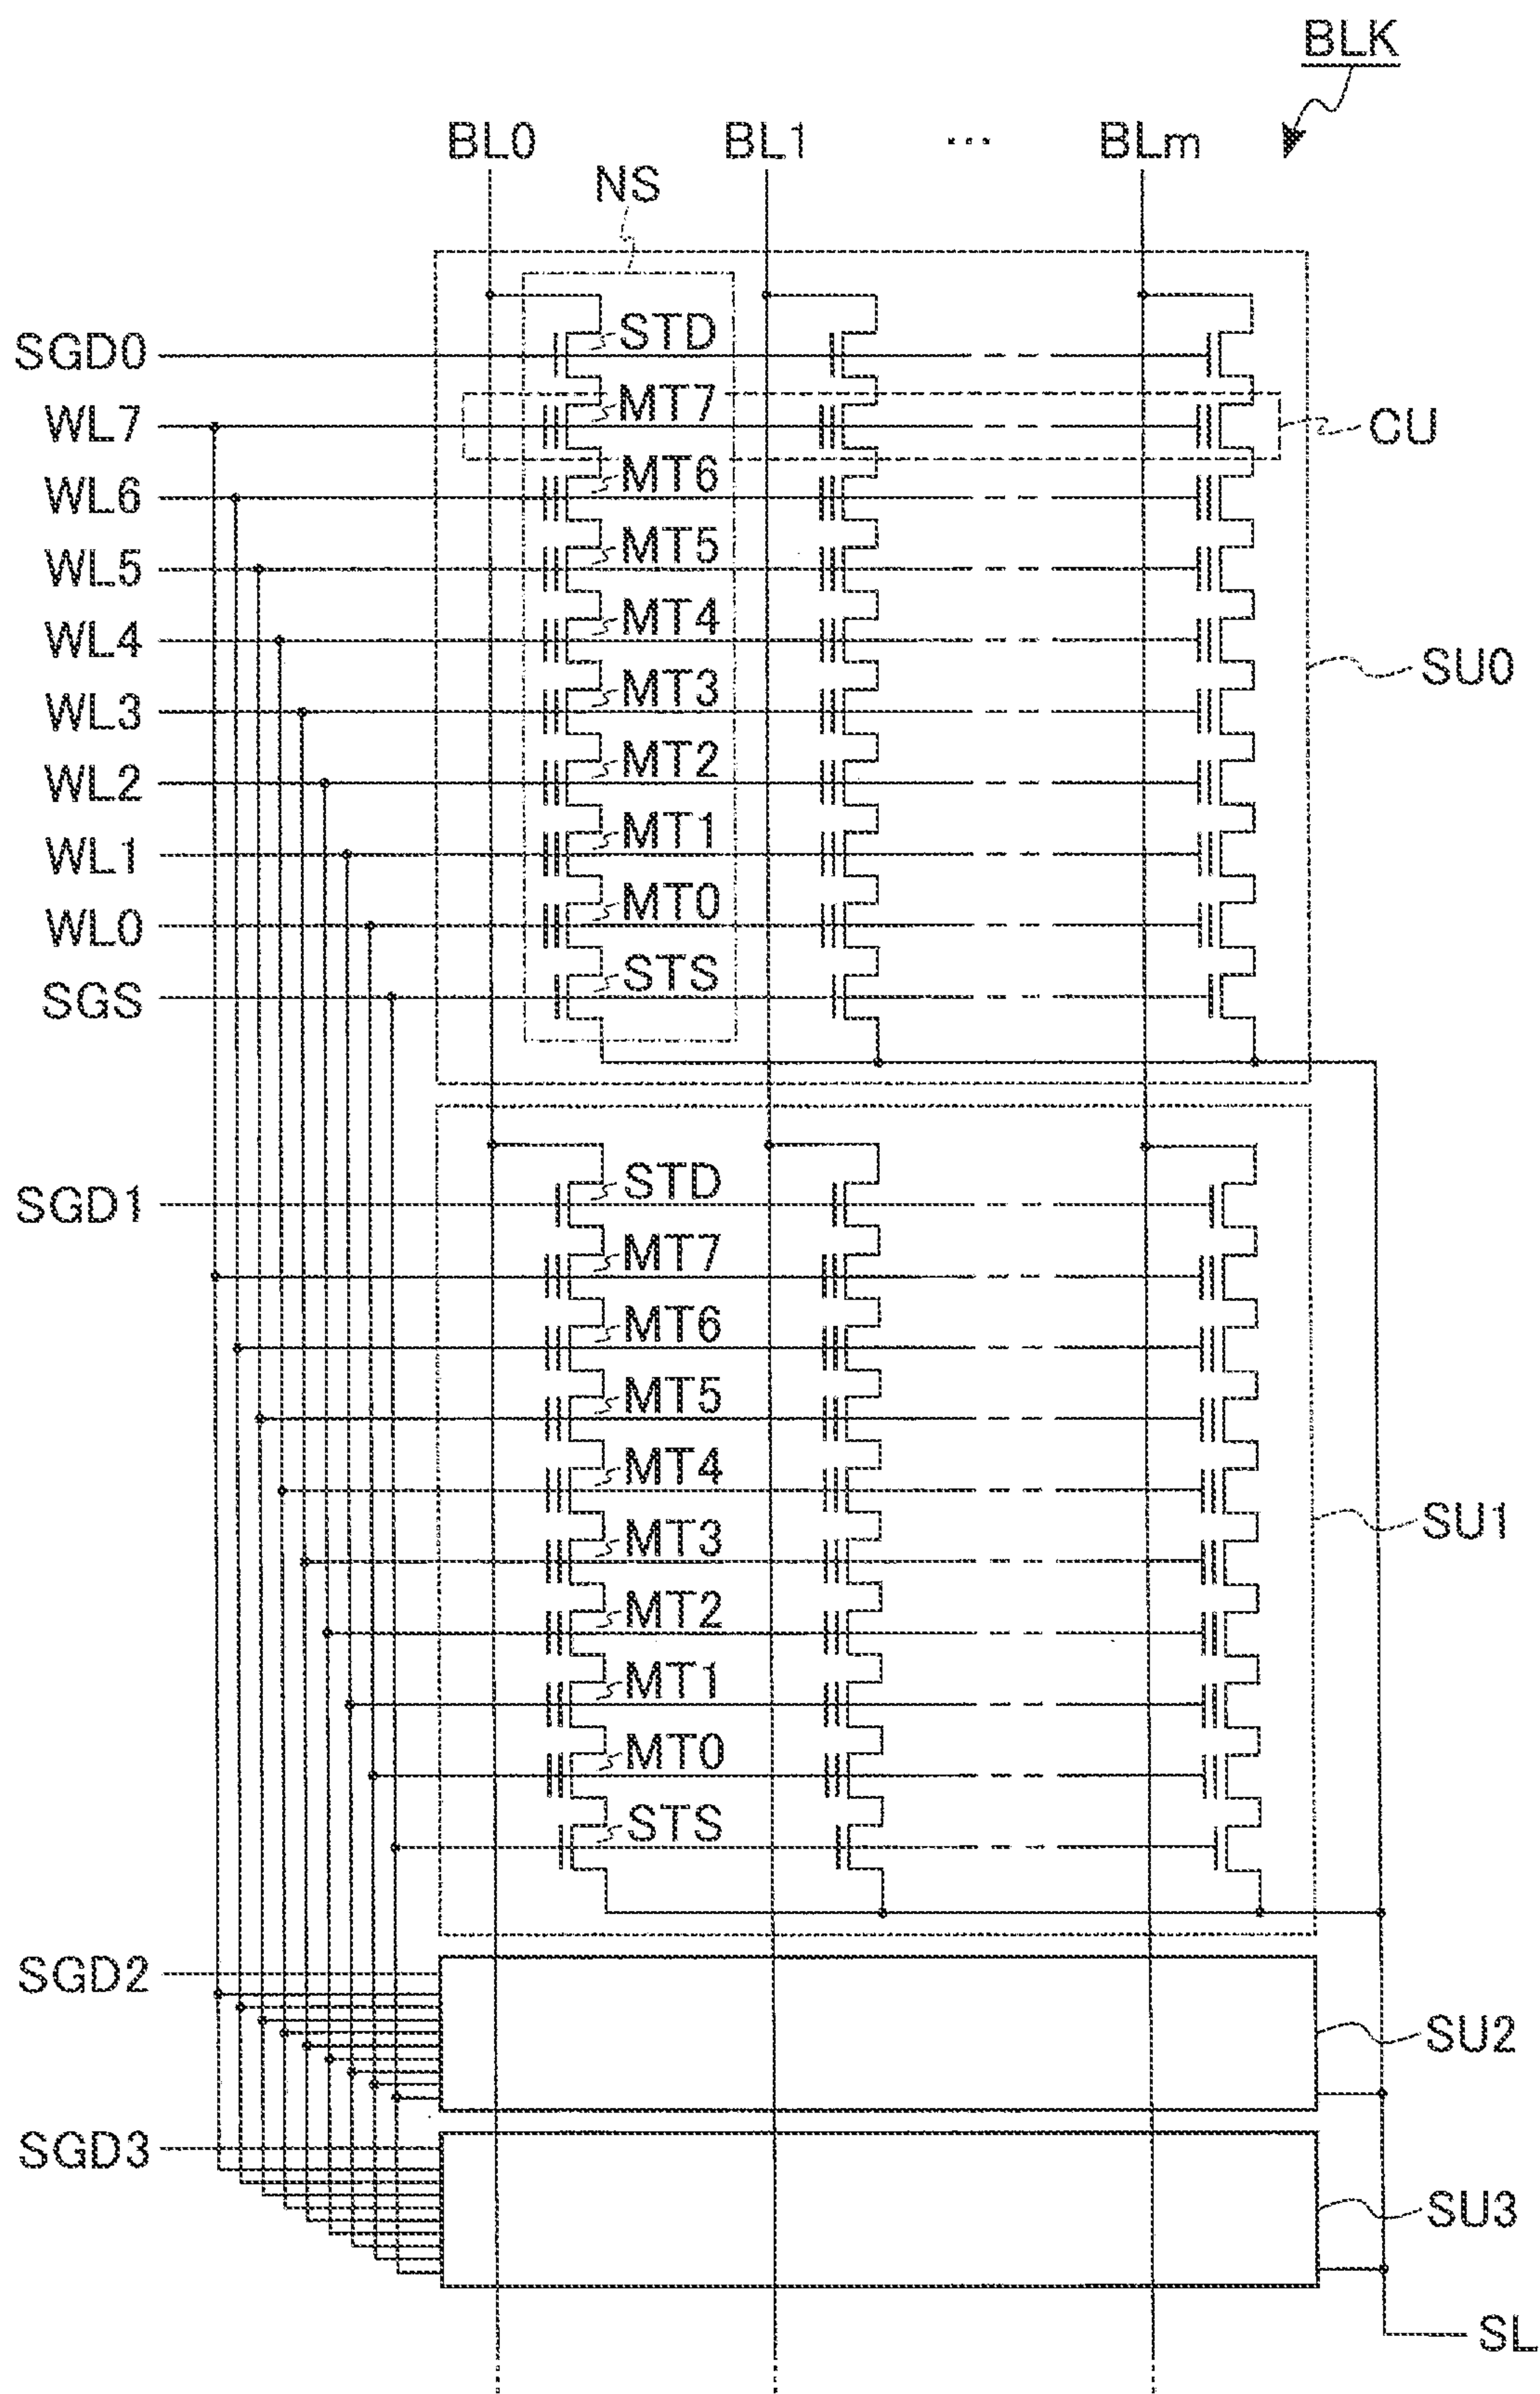 BLK
BL0 BL1 ... BLm
NS
SGD0 STD
WL7 MT7 CU
WL6 MT6
WL5 MT5
WL4 MT4
SU0
WL3 MT3
WL2 MT2
WL1 MT1
WL0 MT0
SGS STS
SGD1 STD
MT7
MT6
MT5
MT4
SU1
MT3
MT2
MT1
MT0
STS
SGD2
SU2
SGD3
SU3
SL